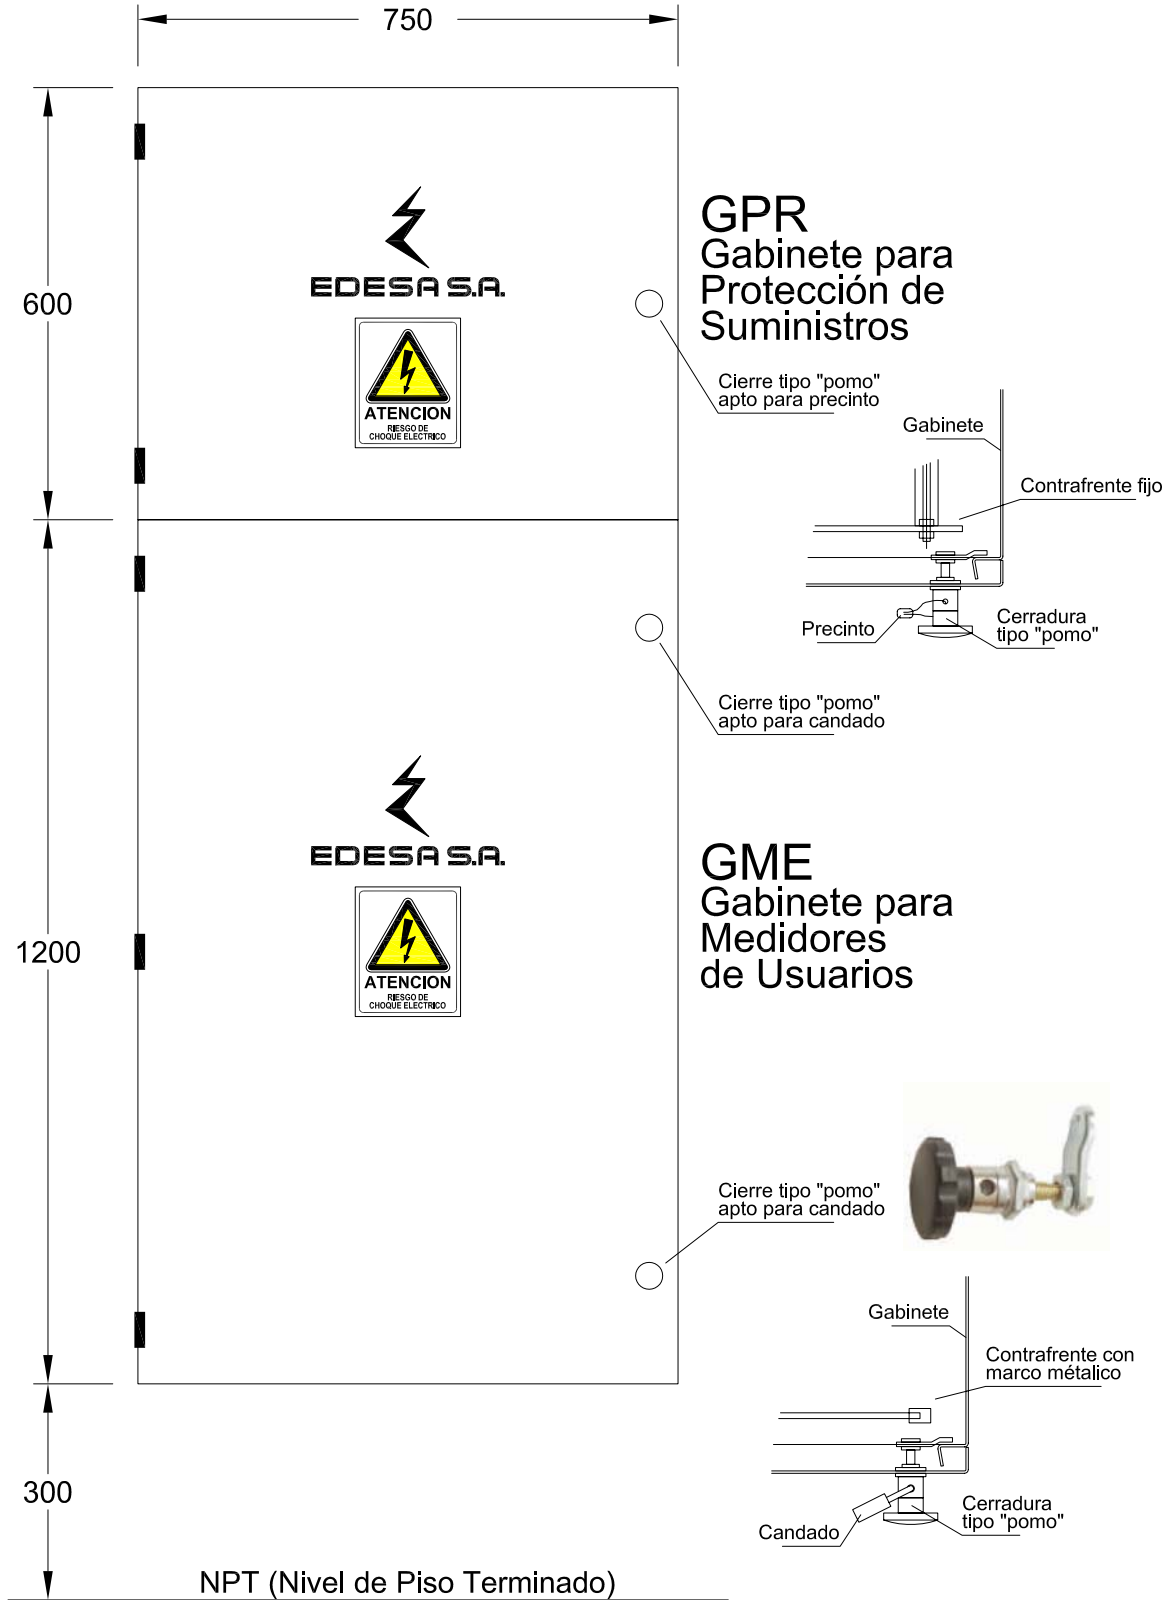 750
600
EDESA S.A.
ATENCION
RIESGO DE
CHOQUE ELECTRICO
GPR
Gabinete para
Protección de
Suministros
Cierre tipo "pomo"
apto para precinto
Gabinete
Contrafrente fijo
Precinto
Cerradura
tipo "pomo"
Cierre tipo "pomo"
apto para candado
1200
EDESA S.A.
ATENCION
RIESGO DE
CHOQUE ELECTRICO
GME
Gabinete para
Medidores
de Usuarios
Cierre tipo "pomo"
apto para candado
Gabinete
Contrafrente con
marco métalico
Candado
Cerradura
tipo "pomo"
300
NPT (Nivel de Piso Terminado)